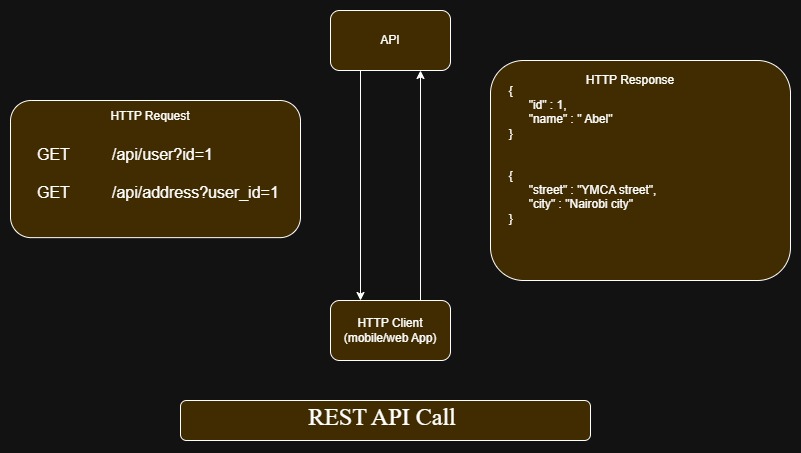 API
HTTP Request
GET /api/user?id=1
GET /api/address?user_id=1
HTTP Response
{
"id" : 1,
"name" : " Abel"
}
{
"street" : "YMCA street",
"city" : "Nairobi city"
}
HTTP Client
(mobile/web App)
REST API Call